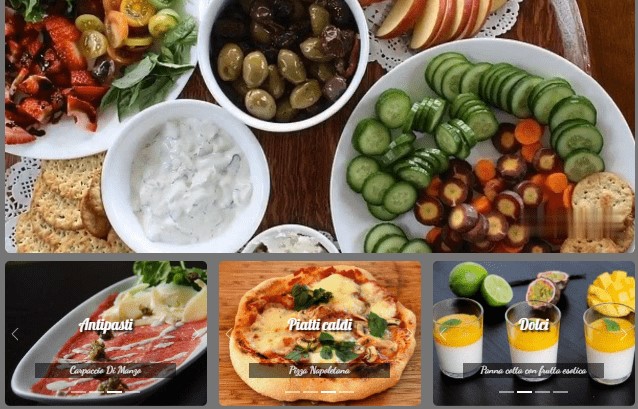 Antipasti
Carpaccio Di Manzo
Piatti caldi
Pizza Napoletana
Dolci
Panna cotta con frutta esotica